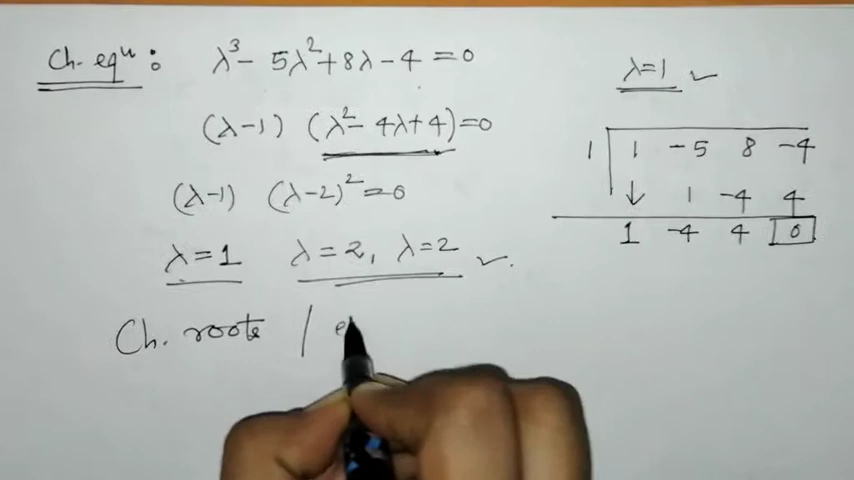 Ch. equ : λ³ - 5λ² + 8λ - 4 = 0
(λ-1) (λ² - 4λ + 4) = 0
(λ-1) (λ-2)² = 0
λ = 1 λ = 2, λ = 2 ✓.
Ch. roots / e
λ = 1 ✓
1 | 1 -5 8 -4
↓ 1 -4 4
1 -4 4 0